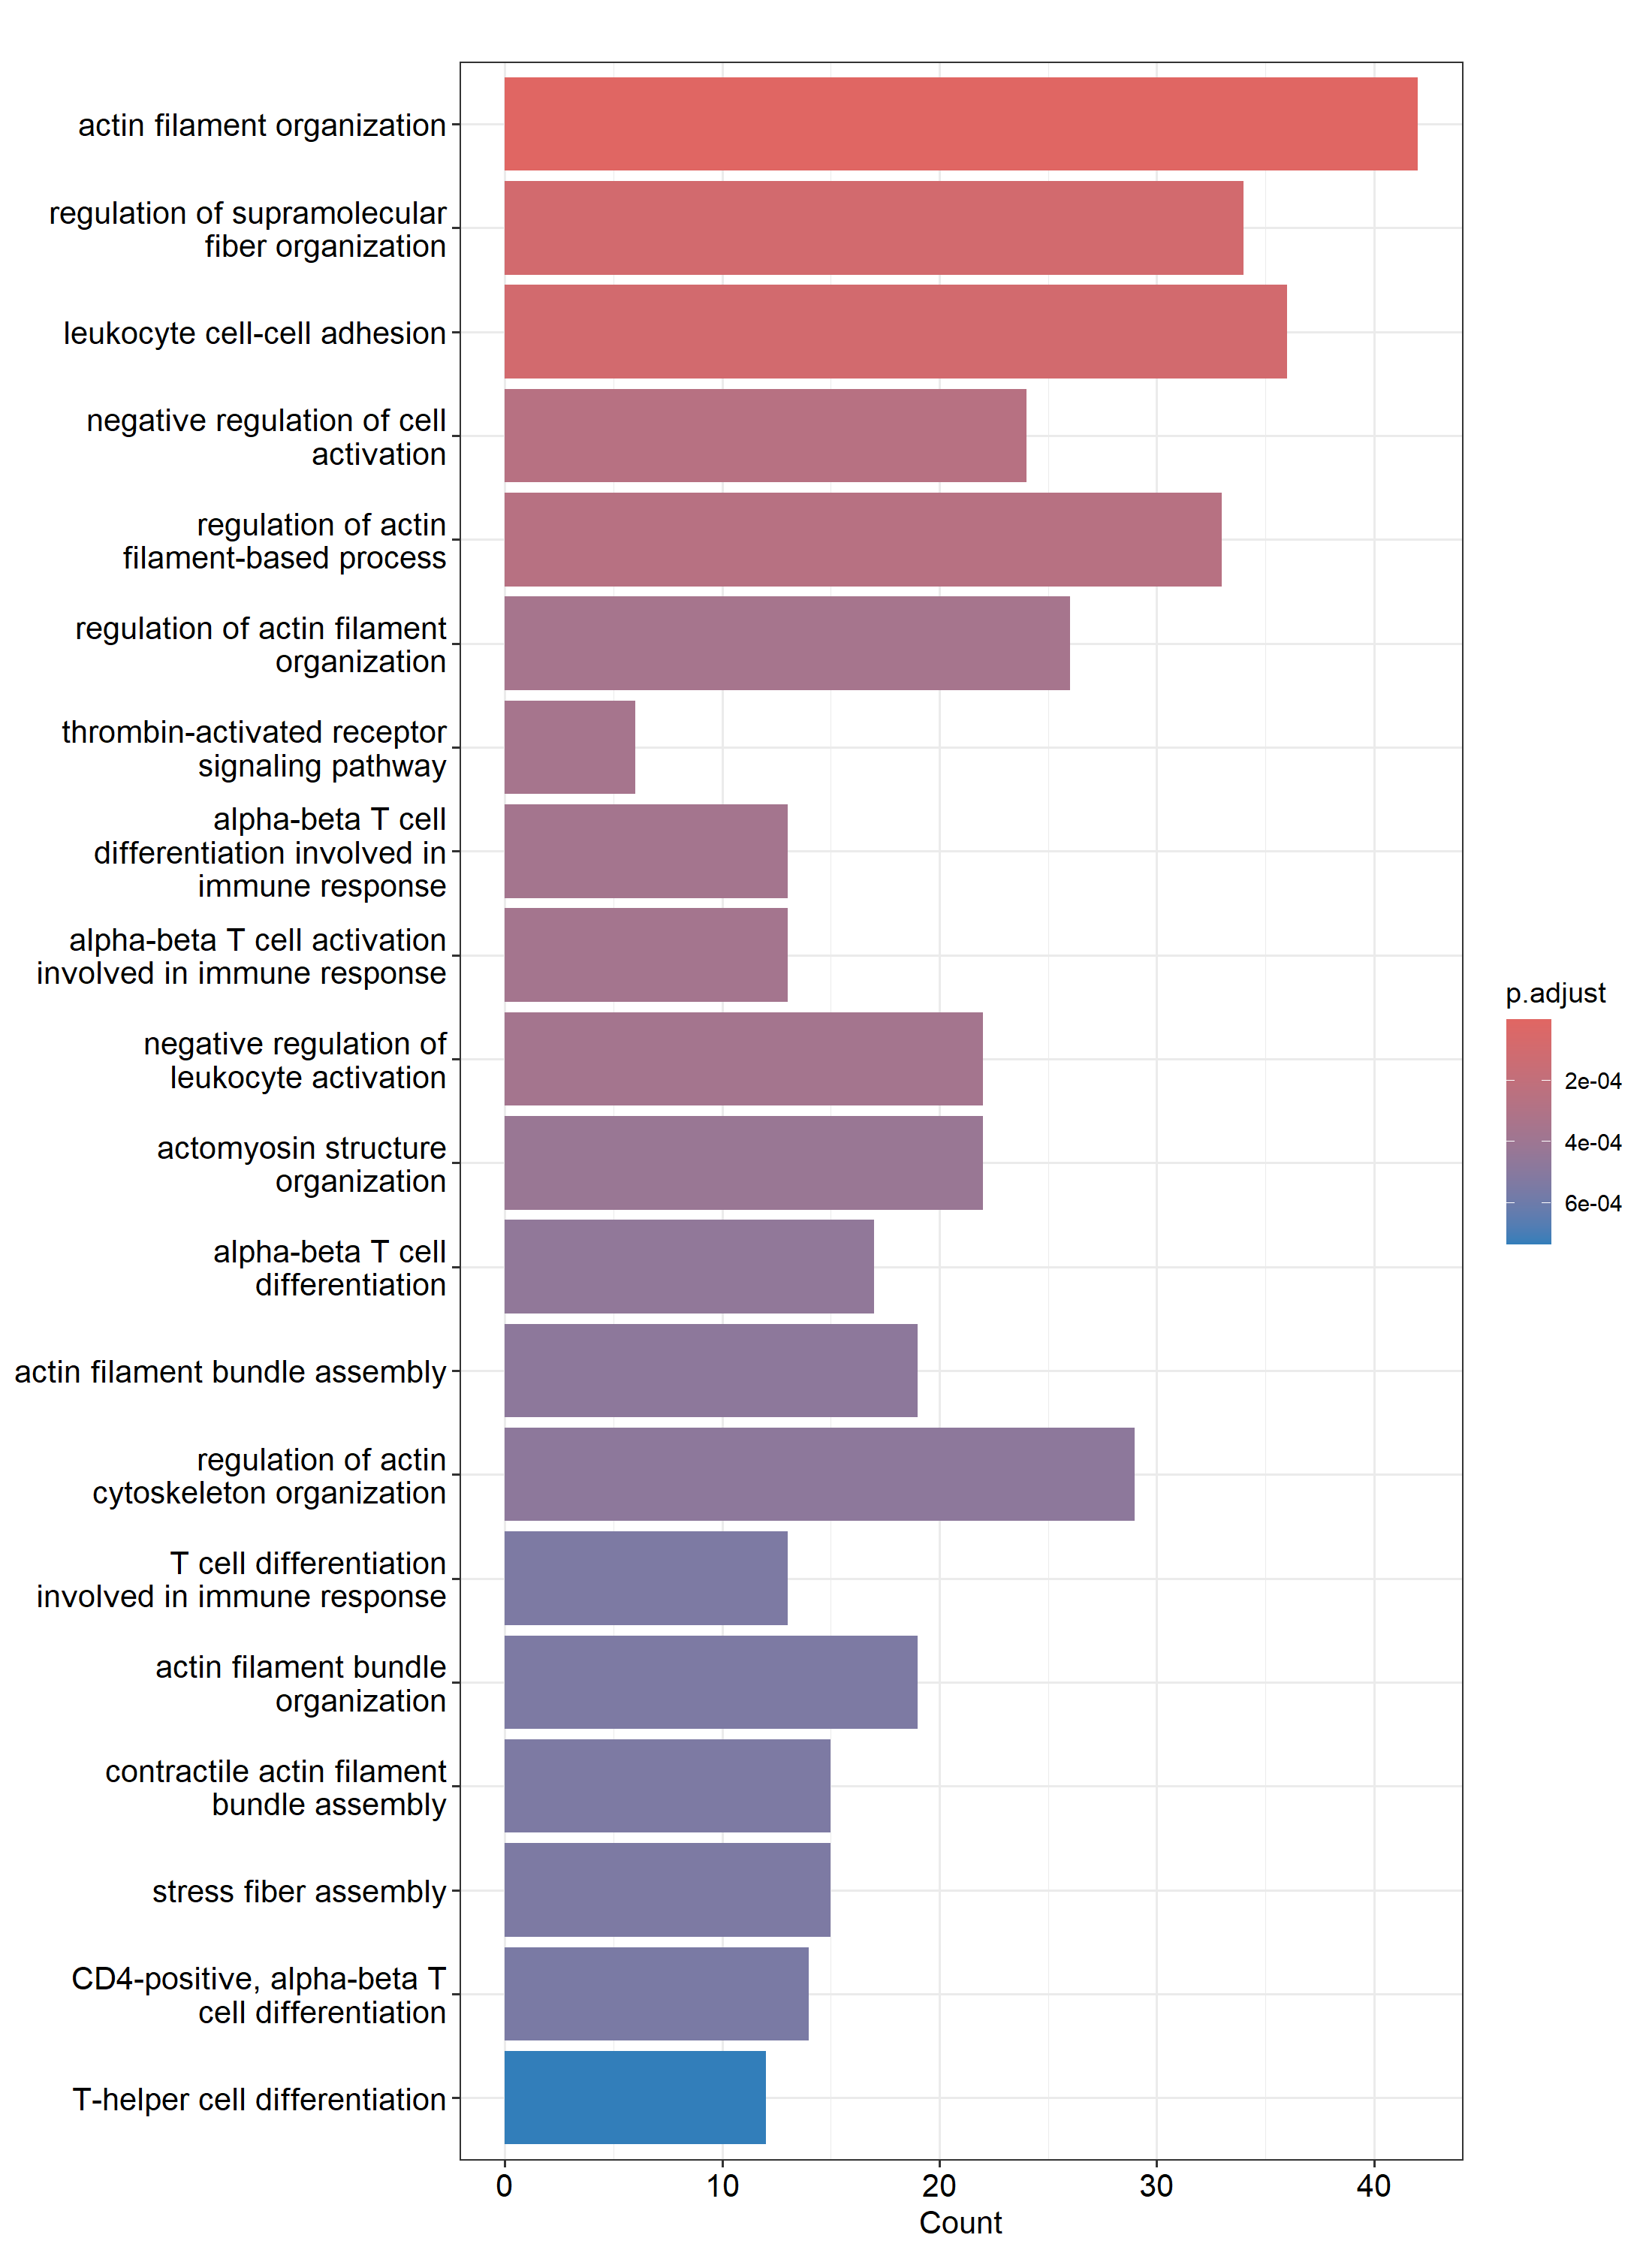 actin filament organization
regulation of supramolecular
fiber organization
leukocyte cell-cell adhesion
negative regulation of cell
activation
regulation of actin
filament-based process
regulation of actin filament
organization
thrombin-activated receptor
signaling pathway
alpha-beta T cell
differentiation involved in
immune response
alpha-beta T cell activation
involved in immune response
negative regulation of
leukocyte activation
actomyosin structure
organization
alpha-beta T cell
differentiation
actin filament bundle assembly
regulation of actin
cytoskeleton organization
T cell differentiation
involved in immune response
actin filament bundle
organization
contractile actin filament
bundle assembly
stress fiber assembly
CD4-positive, alpha-beta T
cell differentiation
T-helper cell differentiation
0 10 20 30 40
Count
p.adjust
2e-04
4e-04
6e-04